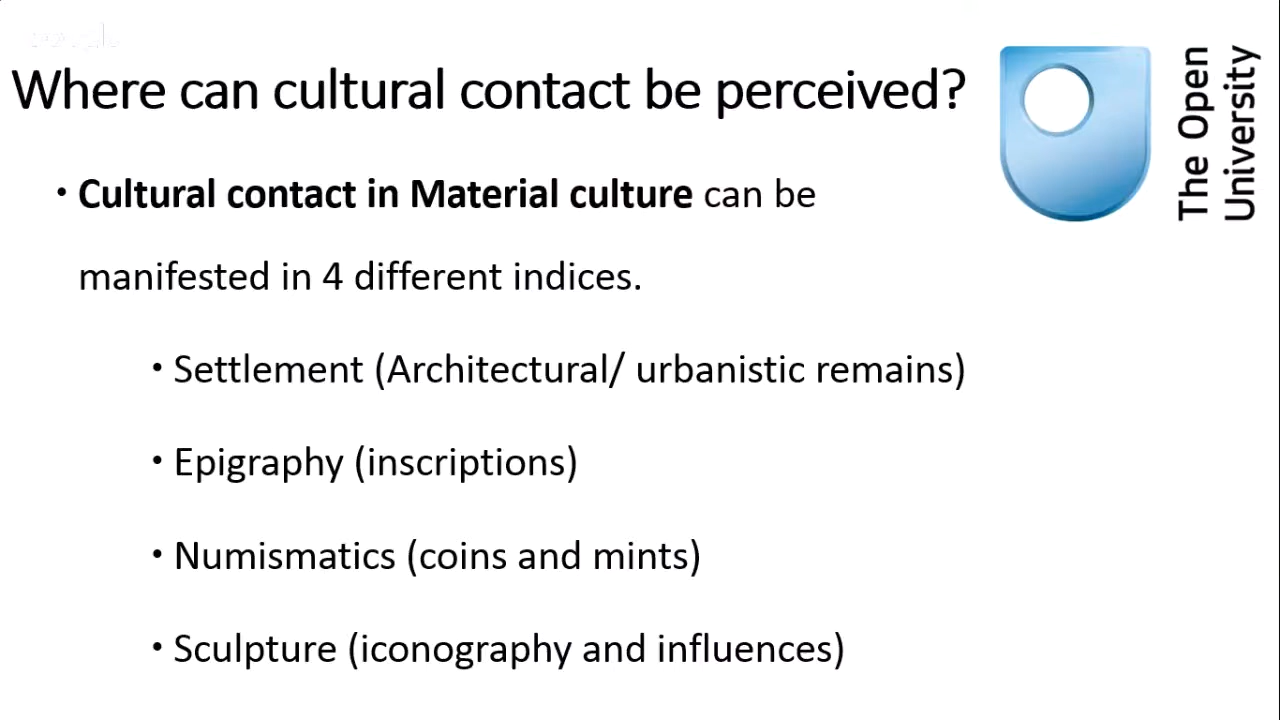 Where can cultural contact be perceived?
The Open
University
• Cultural contact in Material culture can be
manifested in 4 different indices.
• Settlement (Architectural/ urbanistic remains)
• Epigraphy (inscriptions)
• Numismatics (coins and mints)
• Sculpture (iconography and influences)